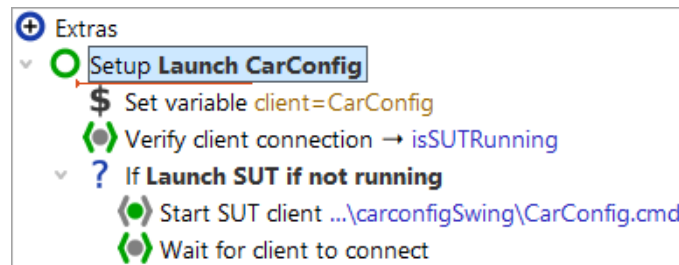 Extras
Setup Launch CarConfig
$ Set variable client=CarConfig
Verify client connection → isSUTRunning
? If Launch SUT if not running
Start SUT client ...\carconfigSwing\CarConfig.cmd
Wait for client to connect